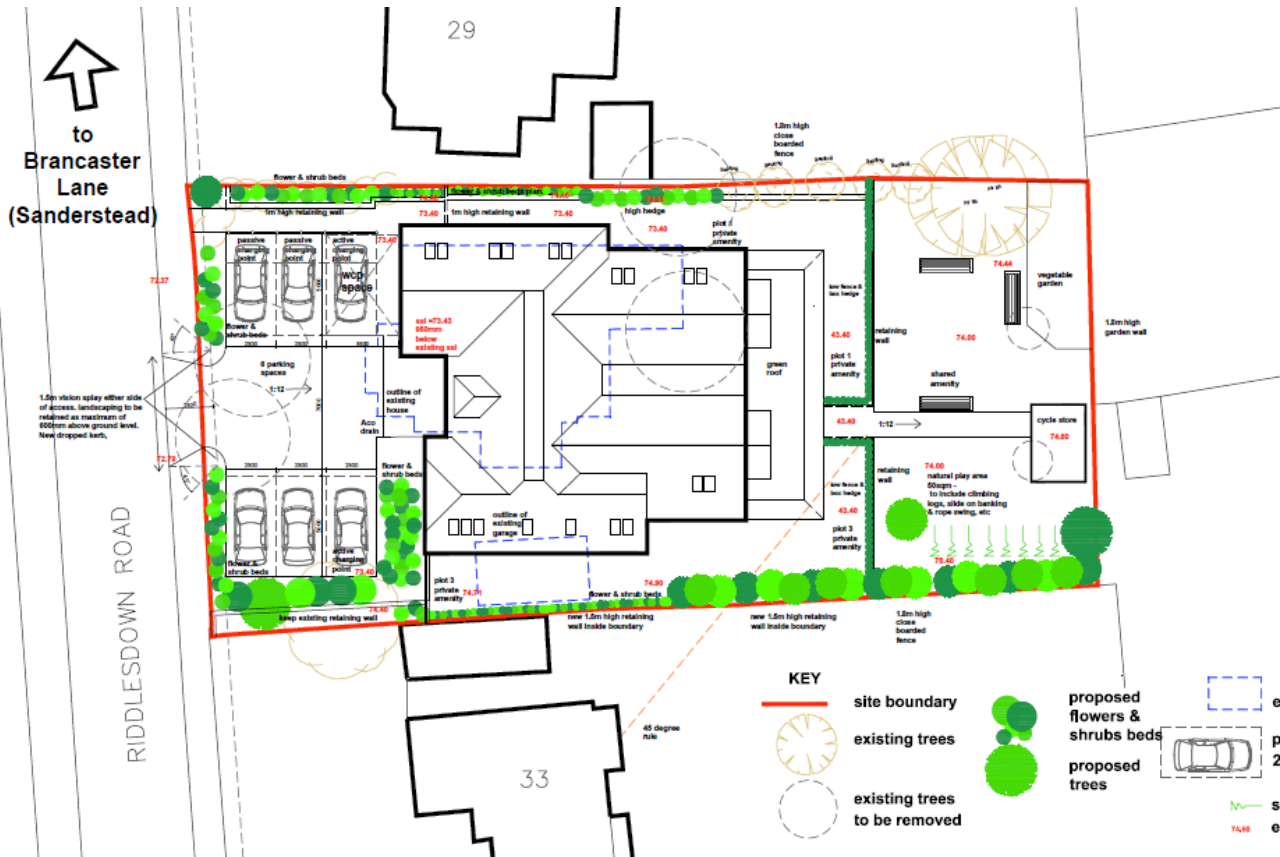 29
to
Brancaster
Lane
(Sanderstead)
1.8m high
close
boarded
fence
flower & shrub beds
1m high retaining wall
73.40
1m high retaining wall
73.40
high hedge
73.40
plot 1
private
amenity
passive
charging
point
passive
charging
point
active
charging
point
73.40
WCD
SPACE
72.37
flower &
shrub beds
ssl =73.43
950mm
below
existing ssl
6 parking
spaces
1:12
outline of
existing
house
Aco
drain
1.5m vision splay either side
of access. landscaping to be
retained as maximum of
600mm above ground level.
New dropped kerb.
72.78
flower &
shrub beds
green
roof
low fence &
box hedge
43.40
plot 1
private
amenity
retaining
wall
74.44
vegetable
garden
74.00
1.8m high
garden wall
shared
amenity
43.40
1:12
cycle store
74.60
low fence &
box hedge
43.40
plot 3
private
amenity
retaining
wall
74.00
natural play area
50sqm -
to include climbing
logs, slide on banking
& rope swing, etc
75.40
outline of
existing
garage
active
charging
point
73.40
flower &
shrub beds
74.40
keep existing retaining wall
plot 3
private
amenity
74.71
74.90
flower & shrub beds
new 1.5m high retaining
wall inside boundary
new 1.5m high retaining
wall inside boundary
1.8m high
close
boarded
fence
RIDDLESDOWN ROAD
33
45 degree
rule
KEY
site boundary
existing trees
existing trees
to be removed
proposed
flowers &
shrubs beds
proposed
trees
e
p
2
s
74.60
e